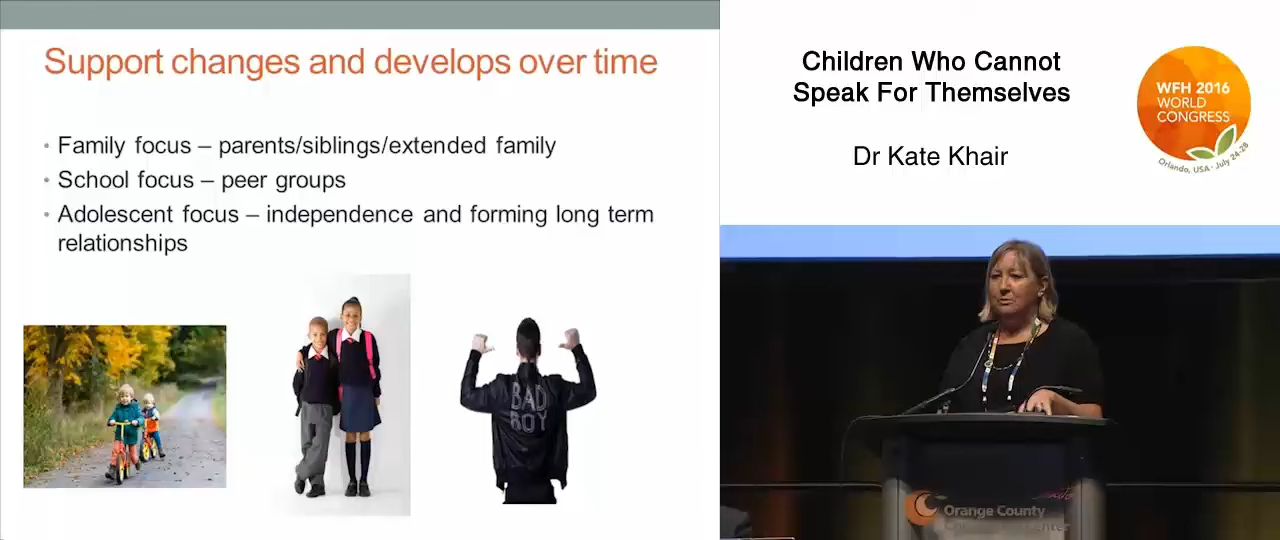 Support changes and develops over time
• Family focus – parents/siblings/extended family
• School focus – peer groups
• Adolescent focus – independence and forming long term
relationships
BAD
BOY
Children Who Cannot
Speak For Themselves
Dr Kate Khair
WFH 2016
WORLD
CONGRESS
Orlando, USA · July 24-28
Orange County